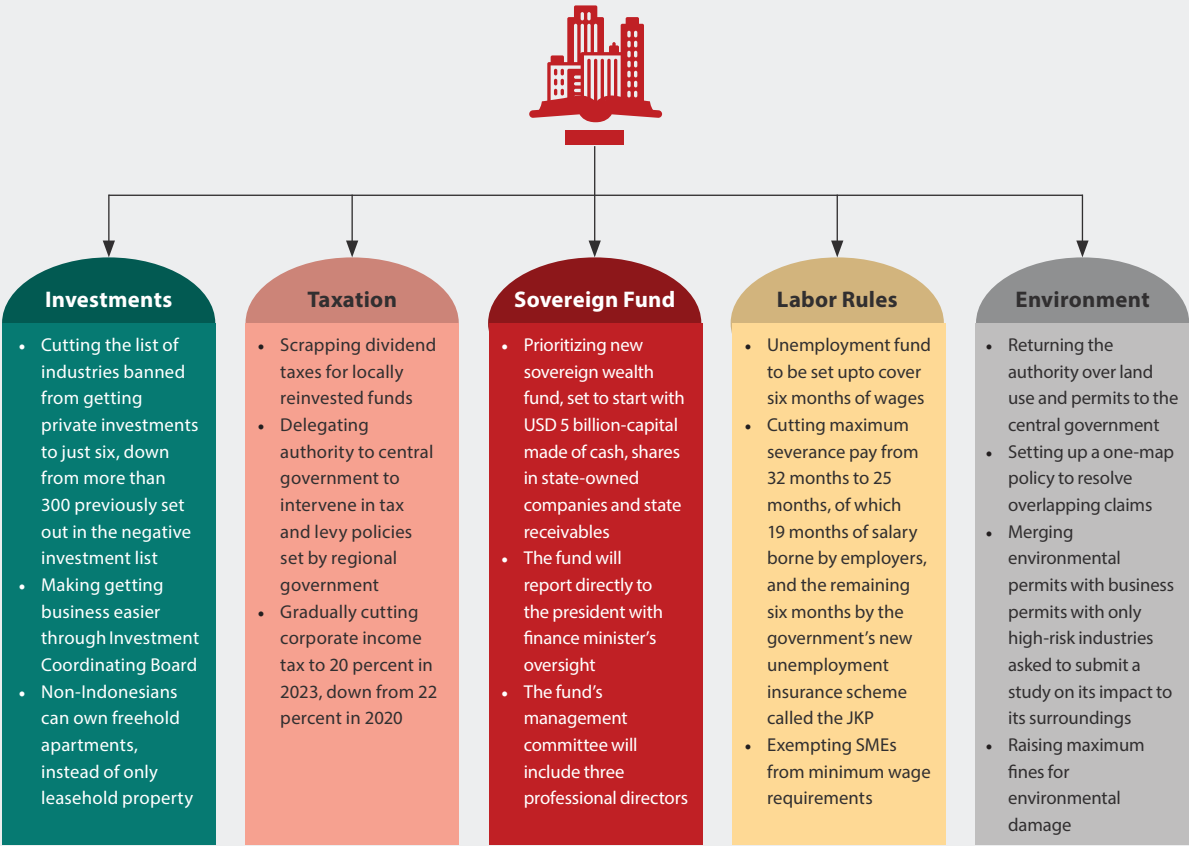 Investments
• Cutting the list of
industries banned
from getting
private investments
to just six, down
from more than
300 previously set
out in the negative
investment list
• Making getting
business easier
through Investment
Coordinating Board
• Non-Indonesians
can own freehold
apartments,
instead of only
leasehold property
Taxation
• Scrapping dividend
taxes for locally
reinvested funds
• Delegating
authority to central
government to
intervene in tax
and levy policies
set by regional
government
• Gradually cutting
corporate income
tax to 20 percent in
2023, down from 22
percent in 2020
Sovereign Fund
• Prioritizing new
sovereign wealth
fund, set to start with
USD 5 billion-capital
made of cash, shares
in state-owned
companies and state
receivables
• The fund will
report directly to
the president with
finance minister's
oversight
• The fund's
management
committee will
include three
professional directors
Labor Rules
• Unemployment fund
to be set upto cover
six months of wages
• Cutting maximum
severance pay from
32 months to 25
months, of which
19 months of salary
borne by employers,
and the remaining
six months by the
government's new
unemployment
insurance scheme
called the JKP
• Exempting SMEs
from minimum wage
requirements
Environment
• Returning the
authority over land
use and permits to the
central government
• Setting up a one-map
policy to resolve
overlapping claims
• Merging
environmental
permits with business
permits with only
high-risk industries
asked to submit a
study on its impact to
its surroundings
• Raising maximum
fines for
environmental
damage